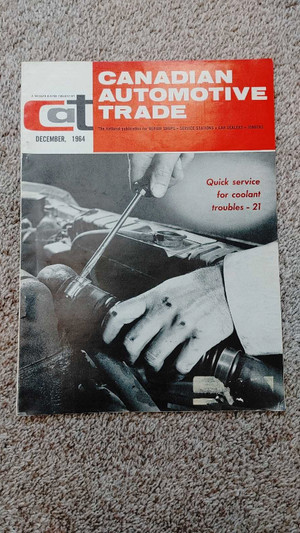 CANADIAN
AUTOMOTIVE
TRADE
cat
DECEMBER, 1964
Quick service
for coolant
troubles - 21